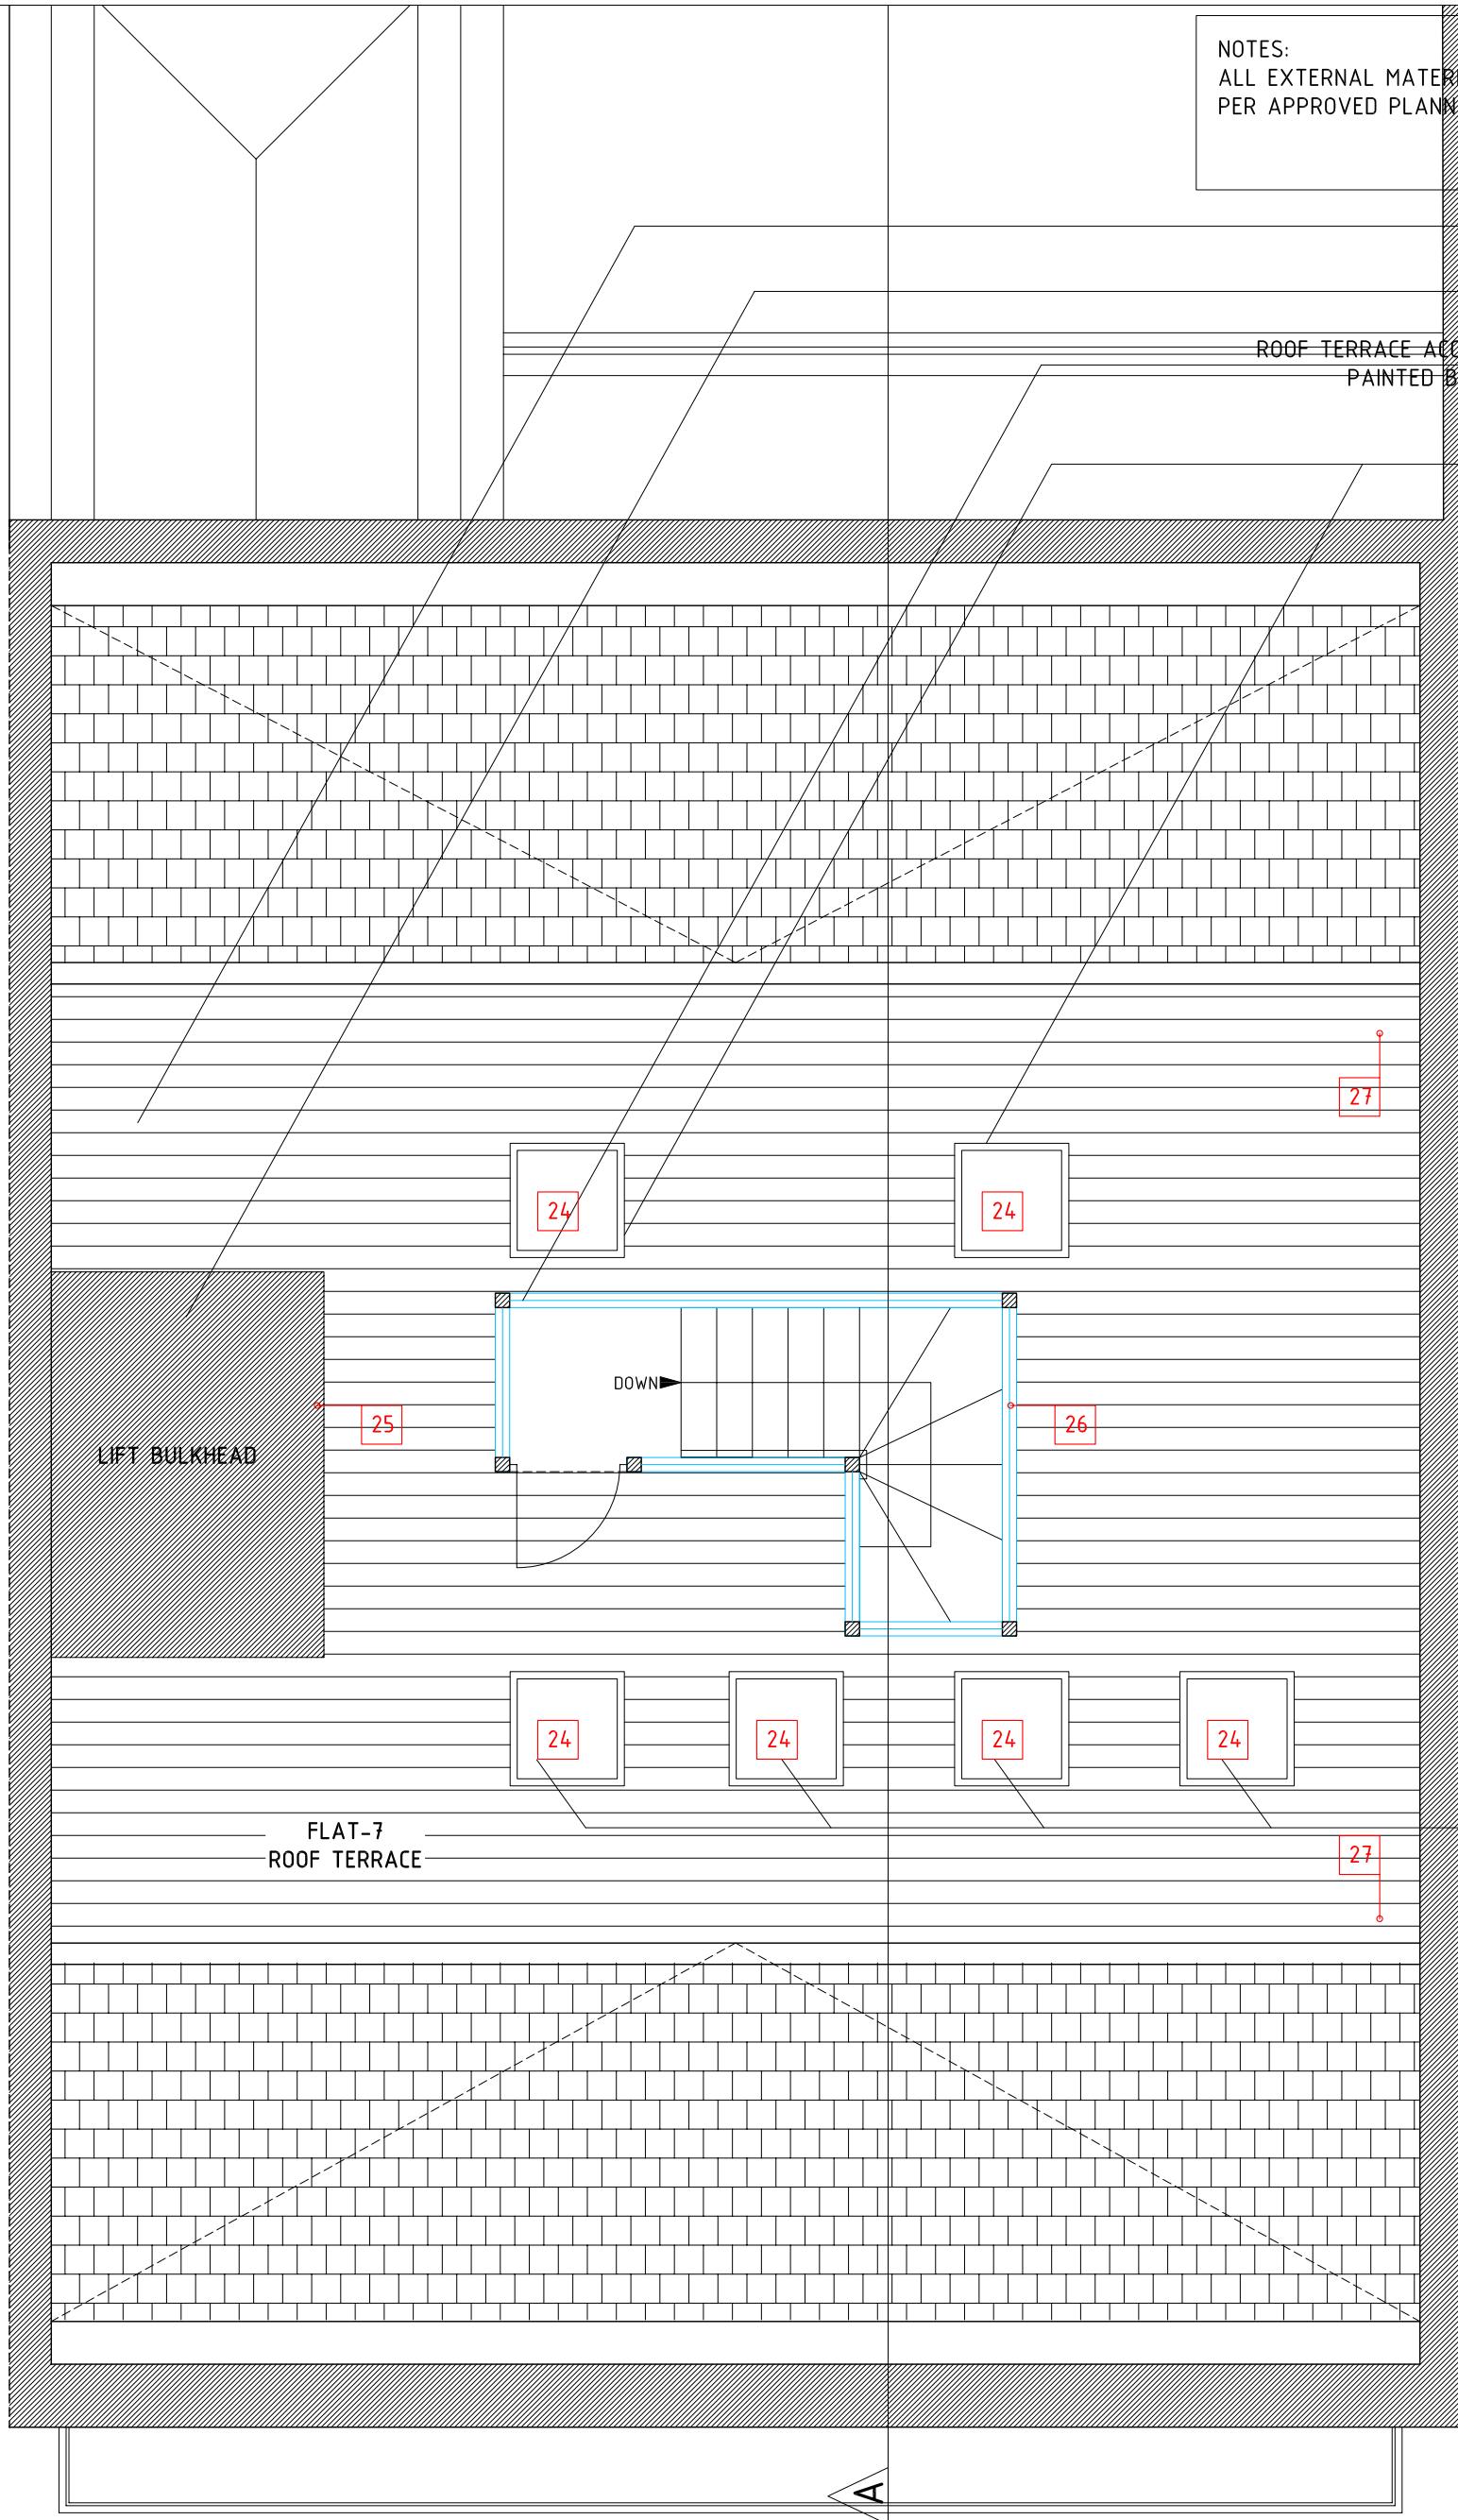 NOTES:
ALL EXTERNAL MATER
PER APPROVED PLANN
ROOF TERRACE ACC
PAINTED B
27
24
24
DOWN
25
26
LIFT BULKHEAD
24
24
24
24
FLAT-7
ROOF TERRACE
27
A